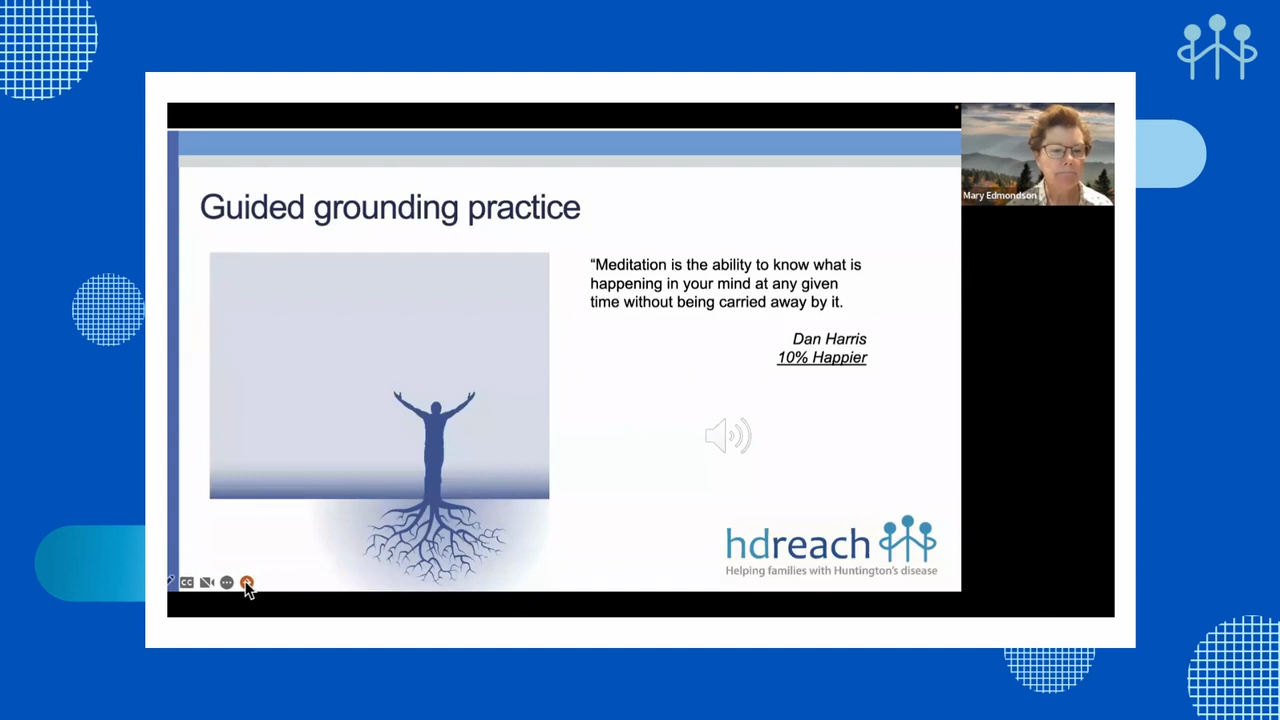 Guided grounding practice
“Meditation is the ability to know what is
happening in your mind at any given
time without being carried away by it.
Dan Harris
10% Happier
Mary Edmondson
hdreach
Helping families with Huntington's disease
CC